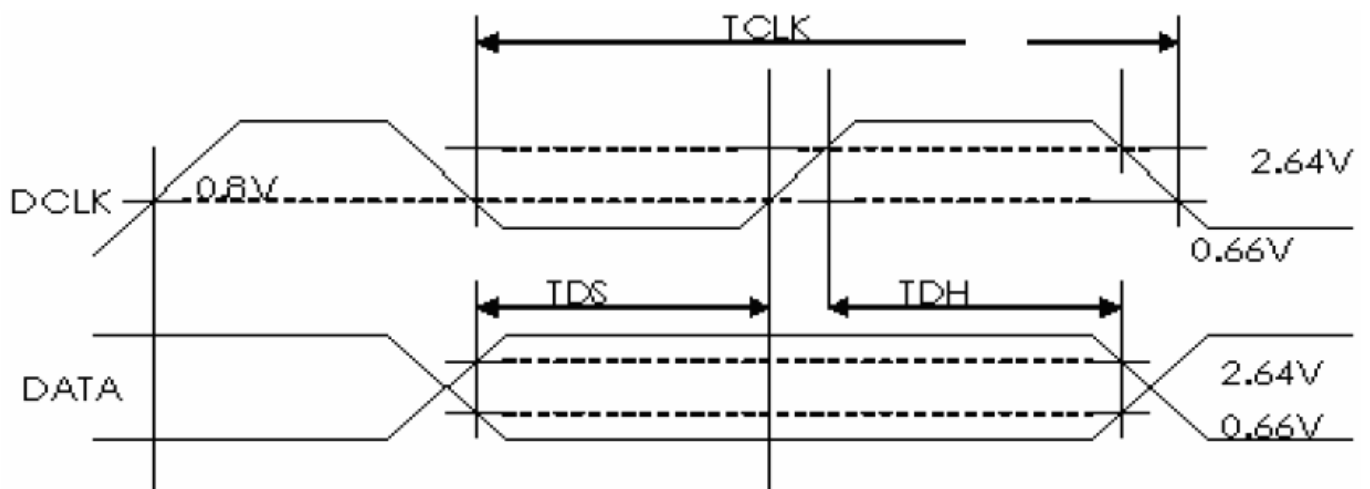 TCLK
0.8V
2.64V
DCLK
0.66V
TDS
TDH
DATA
2.64V
0.66V